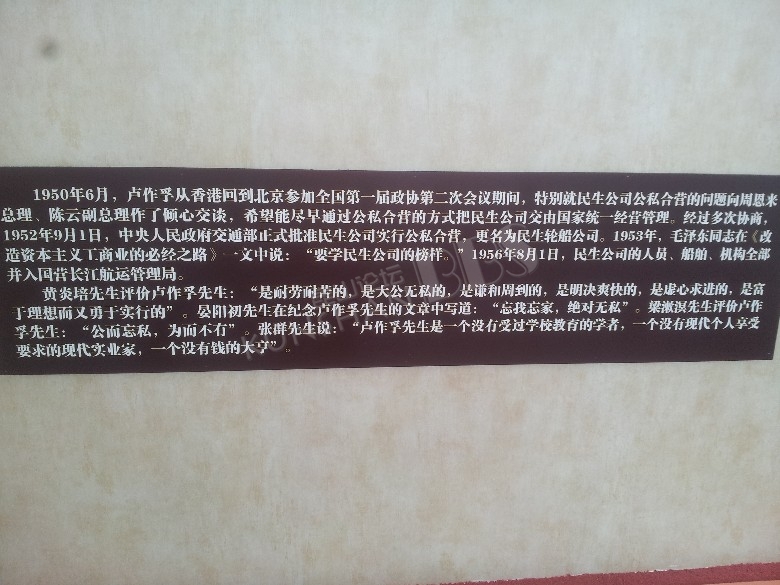 1950年6月，卢作孚从香港回到北京参加全国第一届政协第二次会议期间，特别就民生公司公私合营的问题向周恩来
总理、陈云副总理作了倾心交谈，希望能尽早通过公私合营的方式把民生公司交由国家统一经营管理。经过多次协商，
1952年9月1日，中央人民政府交通部正式批准民生公司实行公私合营，更名为民生轮船公司。1953年，毛泽东同志在《改
造资本主义工商业的必经之路》一文中说：“要学民生公司的榜样。”1956年8月1日，民生公司的人员、船舶、机构全部
并入国营长江航运管理局。
黄炎培先生评价卢作孚先生：“是耐劳耐苦的，是大公无私的，是谦和周到的，是明决爽快的，是虚心求进的，是富
于理想而又勇于实行的”。晏阳初先生在纪念卢作孚先生的文章中写道：“忘我忘家，绝对无私”。梁漱溟先生评价卢作
孚先生：“公而忘私，为而不有”。张群先生说：“卢作孚先生是一个没有受过学校教育的学者，一个没有现代个人享受
要求的现代实业家，一个没有钱的大亨”。